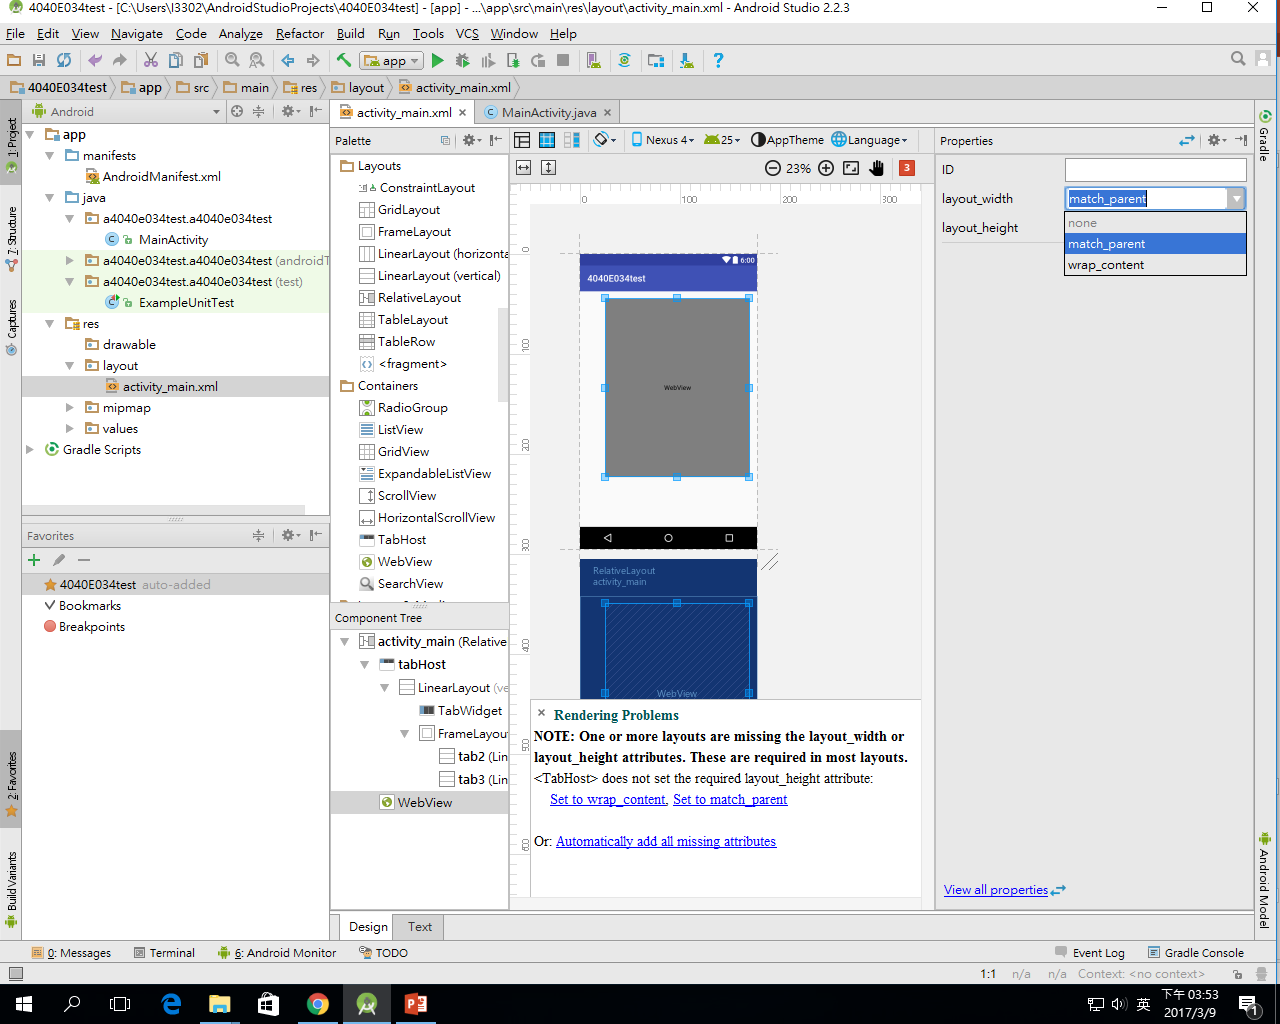 4040E034test - [C:\Users\I3302\AndroidStudioProjects\4040E034test] - [app] - ...\app\src\main\res\layout\activity_main.xml - Android Studio 2.2.3
File Edit View Navigate Code Analyze Refactor Build Run Tools VCS Window Help
app
4040E034test app src main res layout activity_main.xml
Android
activity_main.xml
MainActivity.java
1: Project
7: Structure
Captures
2: Favorites
Build Variants
app
manifests
AndroidManifest.xml
java
a4040e034test.a4040e034test
MainActivity
a4040e034test.a4040e034test (androidT
a4040e034test.a4040e034test (test)
ExampleUnitTest
res
drawable
layout
activity_main.xml
mipmap
values
Gradle Scripts
Favorites
4040E034test auto-added
Bookmarks
Breakpoints
Palette
Layouts
ConstraintLayout
GridLayout
FrameLayout
LinearLayout (horizonta
LinearLayout (vertical)
RelativeLayout
TableLayout
TableRow
<fragment>
Containers
RadioGroup
ListView
GridView
ExpandableListView
ScrollView
HorizontalScrollView
TabHost
WebView
SearchView
Component Tree
activity_main (Relative
tabHost
LinearLayout (ve
TabWidget
FrameLayou
tab2 (Lin
tab3 (Lin
WebView
Nexus 4 25 AppTheme Language
23% 3
0 100 200 300
0
100
200
300
400
500
600
6:00
4040E034test
WebView
RelativeLayout
activity_main
WebView
Rendering Problems
NOTE: One or more layouts are missing the layout_width or
layout_height attributes. These are required in most layouts.
<TabHost> does not set the required layout_height attribute:
Set to wrap_content, Set to match_parent
Or: Automatically add all missing attributes
Properties
ID
layout_width match_parent
layout_height
none
match_parent
wrap_content
View all properties
Gradle
Android Model
Design Text
0: Messages Terminal 6: Android Monitor TODO
Event Log Gradle Console
1:1 n/a n/a Context: <no context>
英
下午 03:53
2017/3/9
1